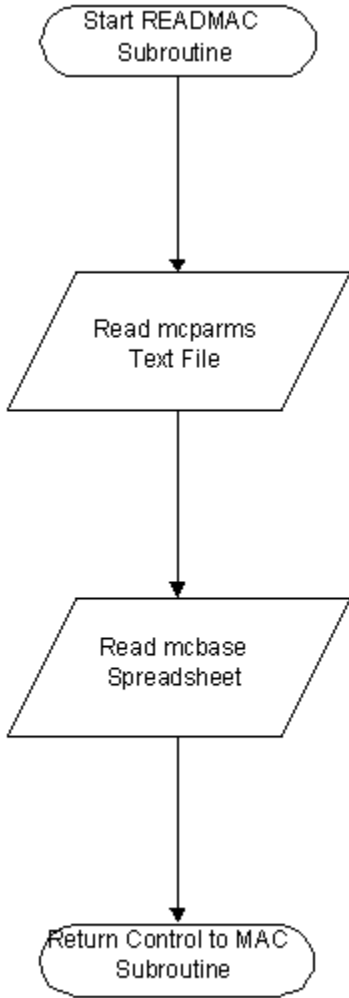 Start READMAC
Subroutine
Read mcparms
Text File
Read mcbase
Spreadsheet
Return Control to MAC
Subroutine